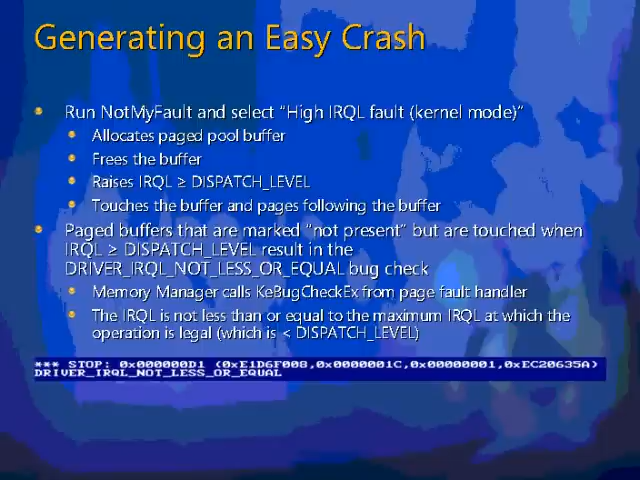 Generating an Easy Crash
Run NotMyFault and select “High IRQL fault (kernel mode)”
Allocates paged pool buffer
Frees the buffer
Raises IRQL ≥ DISPATCH_LEVEL
Touches the buffer and pages following the buffer
Paged buffers that are marked “not present” but are touched when
IRQL ≥ DISPATCH_LEVEL result in the
DRIVER_IRQL_NOT_LESS_OR_EQUAL bug check
Memory Manager calls KeBugCheckEx from page fault handler
The IRQL is not less than or equal to the maximum IRQL at which the
operation is legal (which is < DISPATCH_LEVEL)
*** STOP: 0x000000D1 (0xE1D6F008,0x0000001C,0x00000001,0xEC20635A)
DRIVER_IRQL_NOT_LESS_OR_EQUAL